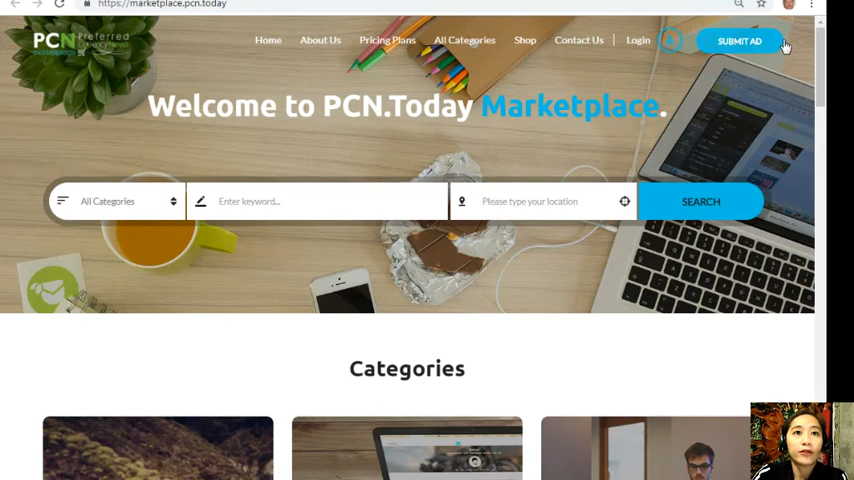 https://marketplace.pcn.today
PCN Preferred
Home About Us Pricing Plans All Categories Shop Contact Us Login SUBMIT AD
Welcome to PCN.Today Marketplace.
All Categories Enter keyword... Please type your location SEARCH
Categories